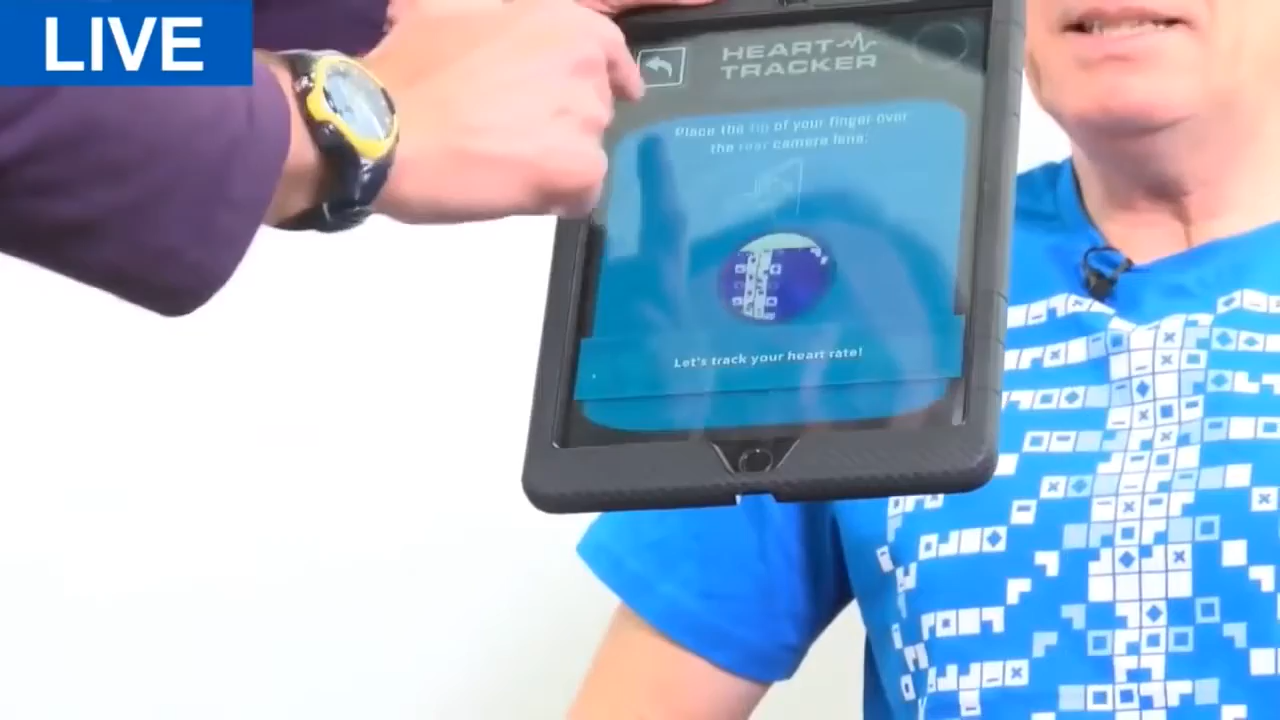 LIVE
HEART
TRACKER
Place the tip of your finger over
the rear camera lens.
Let's track your heart rate!